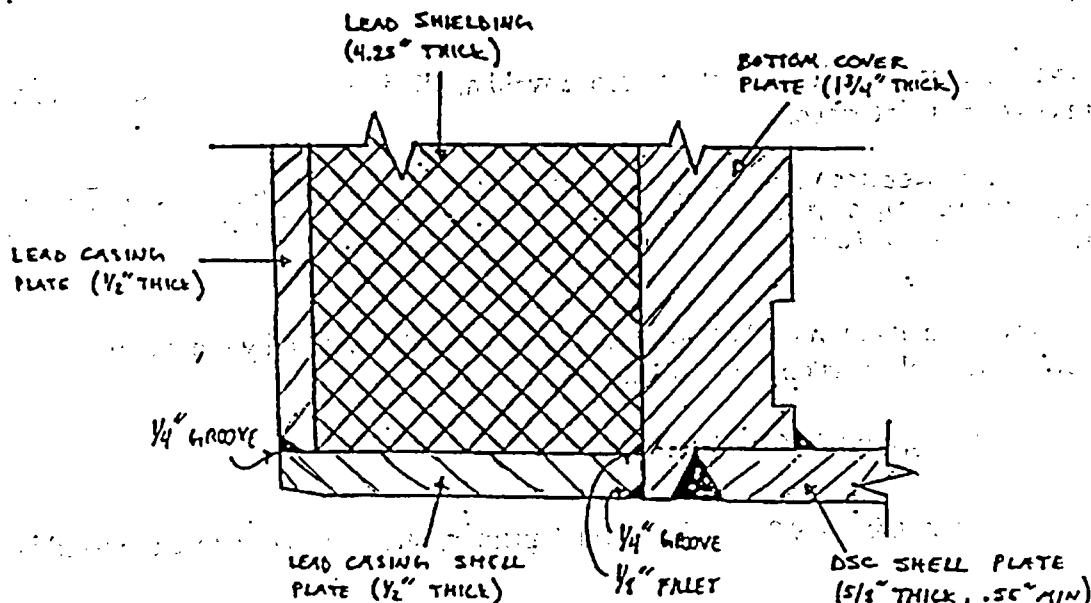 LEAD SHIELDING
(4.25" THICK)
BOTTOM COVER
PLATE (1 3/4" THICK)
LEAD CASING
PLATE (1/2" THICK)
1/4" GROOVE
LEAD CASING SHELL
PLATE (1/2" THICK)
1/4" GROOVE
1/8" FILLET
DSC SHELL PLATE
(5/8" THICK, .55" MIN)